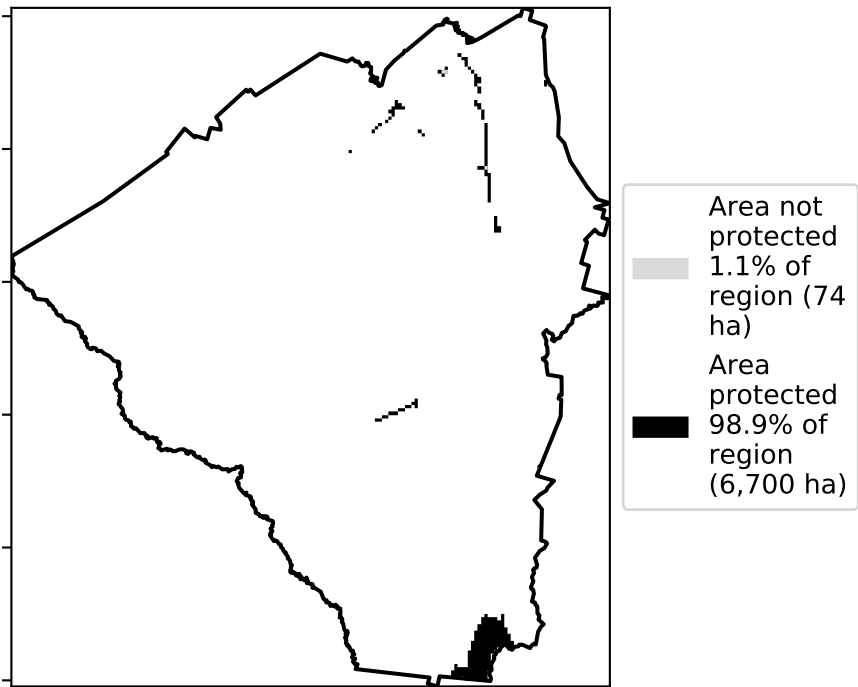 Area not
protected
1.1% of
region (74
ha)
Area
protected
98.9% of
region
(6,700 ha)